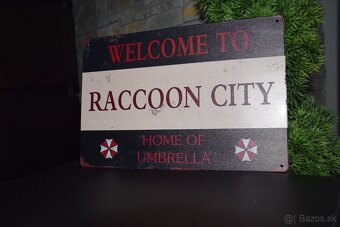 WELCOME TO
RACCOON CITY
HOME OF
UMBRELLA
@ Bazos.sk